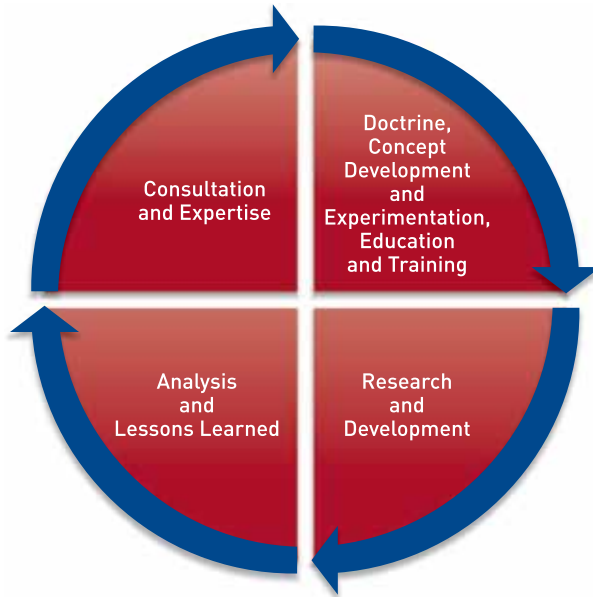 Consultation
and Expertise
Doctrine,
Concept
Development
and
Experimentation,
Education
and Training
Analysis
and
Lessons Learned
Research
and
Development